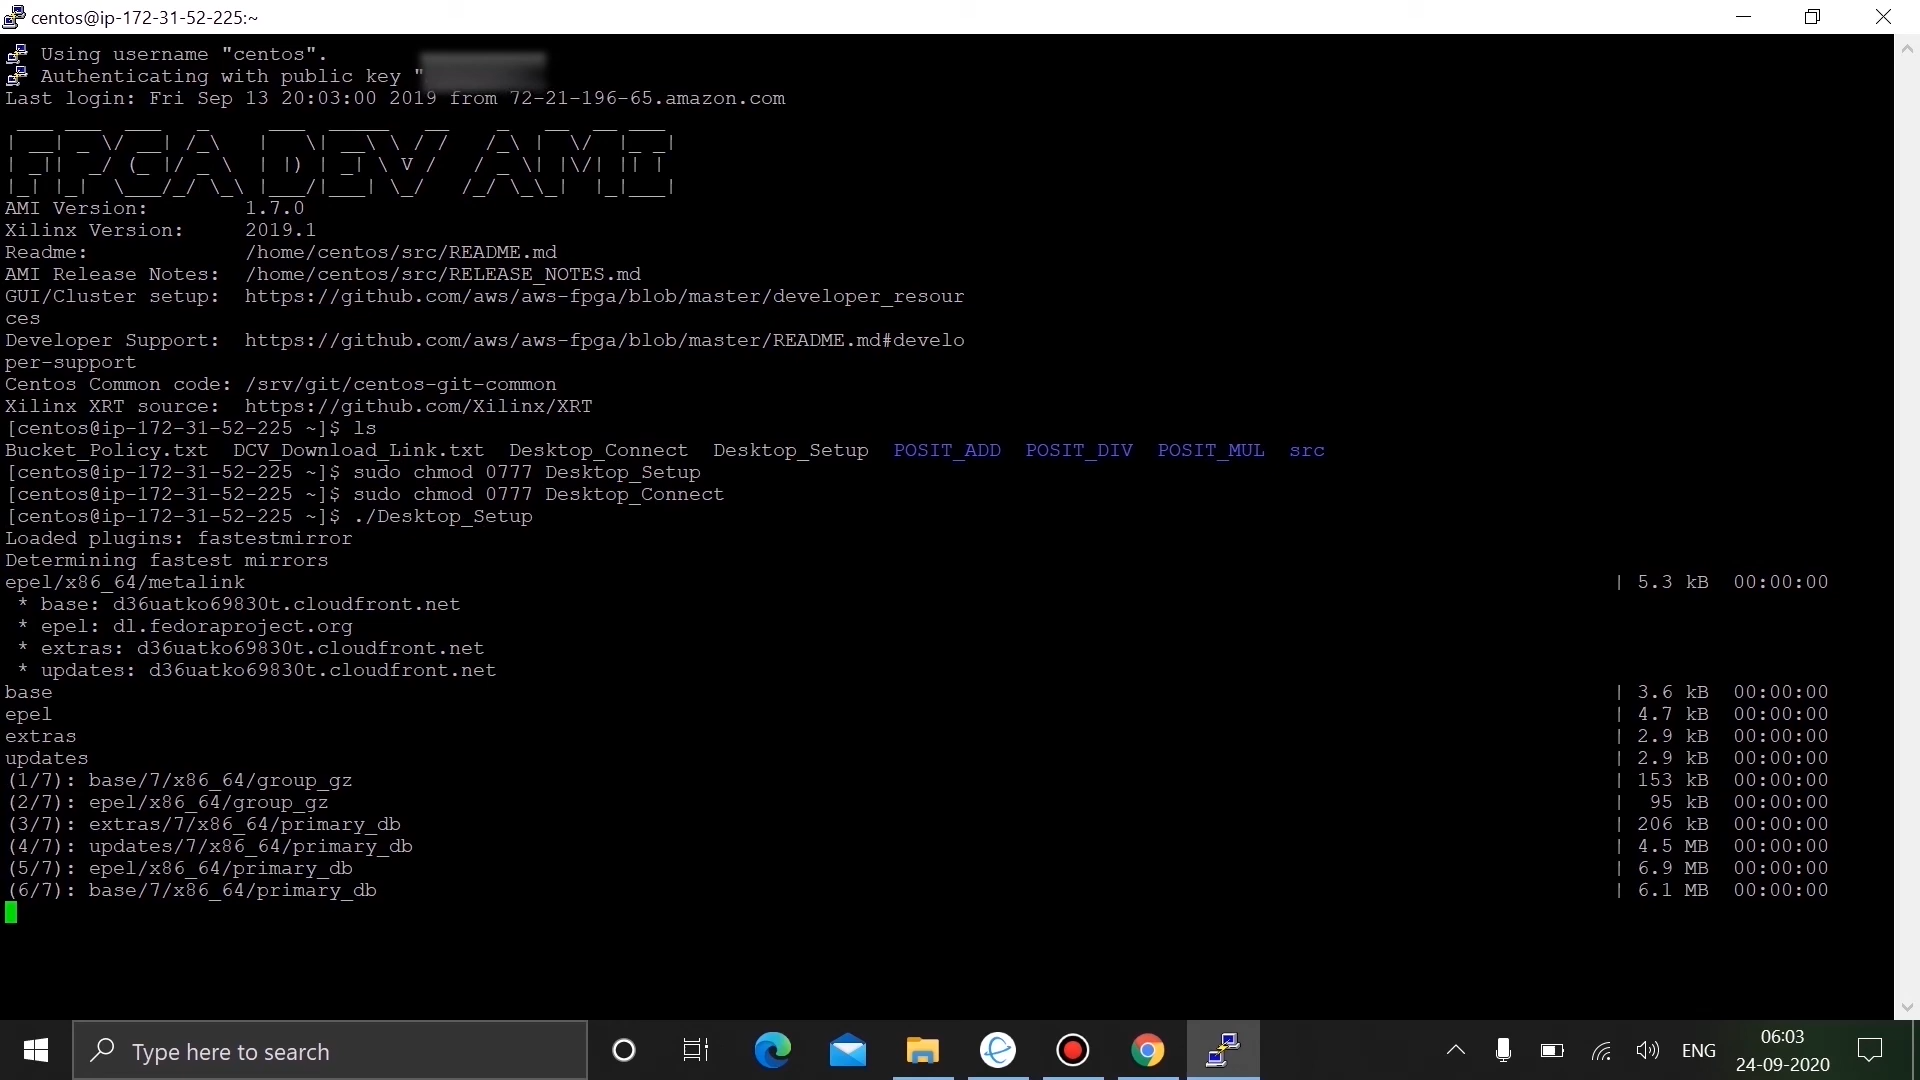 centos@ip-172-31-52-225:~
Using username "centos".
Authenticating with public key "
Last login: Fri Sep 13 20:03:00 2019 from 72-21-196-65.amazon.com
FPGA DEV AMI
AMI Version:        1.7.0
Xilinx Version:     2019.1
Readme:             /home/centos/src/README.md
AMI Release Notes:  /home/centos/src/RELEASE_NOTES.md
GUI/Cluster setup:  https://github.com/aws/aws-fpga/blob/master/developer_resour
ces
Developer Support:  https://github.com/aws/aws-fpga/blob/master/README.md#develo
per-support
Centos Common code: /srv/git/centos-git-common
Xilinx XRT source:  https://github.com/Xilinx/XRT
[centos@ip-172-31-52-225 ~]$ ls
Bucket_Policy.txt  DCV_Download_Link.txt  Desktop_Connect  Desktop_Setup  POSIT_ADD  POSIT_DIV  POSIT_MUL  src
[centos@ip-172-31-52-225 ~]$ sudo chmod 0777 Desktop_Setup
[centos@ip-172-31-52-225 ~]$ sudo chmod 0777 Desktop_Connect
[centos@ip-172-31-52-225 ~]$ ./Desktop_Setup
Loaded plugins: fastestmirror
Determining fastest mirrors
epel/x86_64/metalink | 5.3 kB  00:00:00
* base: d36uatko69830t.cloudfront.net
* epel: dl.fedoraproject.org
* extras: d36uatko69830t.cloudfront.net
* updates: d36uatko69830t.cloudfront.net
base | 3.6 kB  00:00:00
epel | 4.7 kB  00:00:00
extras | 2.9 kB  00:00:00
updates | 2.9 kB  00:00:00
(1/7): base/7/x86_64/group_gz | 153 kB  00:00:00
(2/7): epel/x86_64/group_gz |  95 kB  00:00:00
(3/7): extras/7/x86_64/primary_db | 206 kB  00:00:00
(4/7): updates/7/x86_64/primary_db | 4.5 MB  00:00:00
(5/7): epel/x86_64/primary_db | 6.9 MB  00:00:00
(6/7): base/7/x86_64/primary_db | 6.1 MB  00:00:00
Type here to search
ENG
06:03
24-09-2020